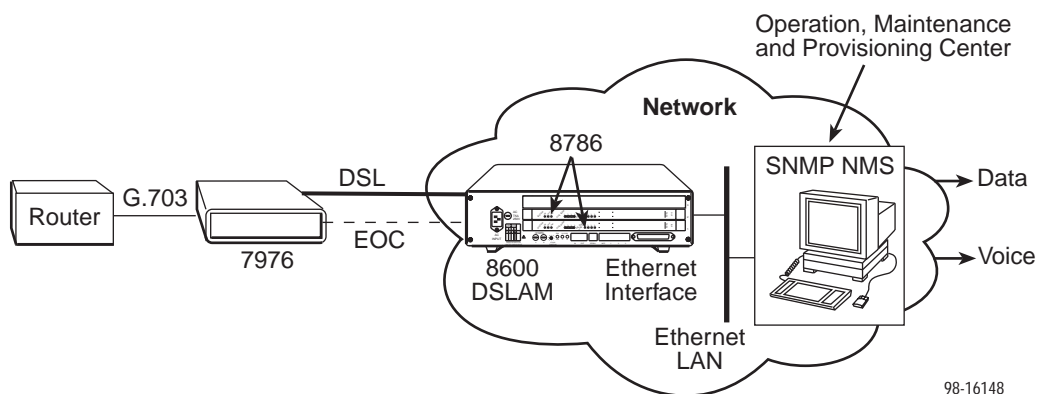 Operation, Maintenance
and Provisioning Center
Network
8786
SNMP NMS
DSL
G.703
Router
EOC
7976
8600
DSLAM
Ethernet
Interface
Ethernet
LAN
Data
Voice
98-16148